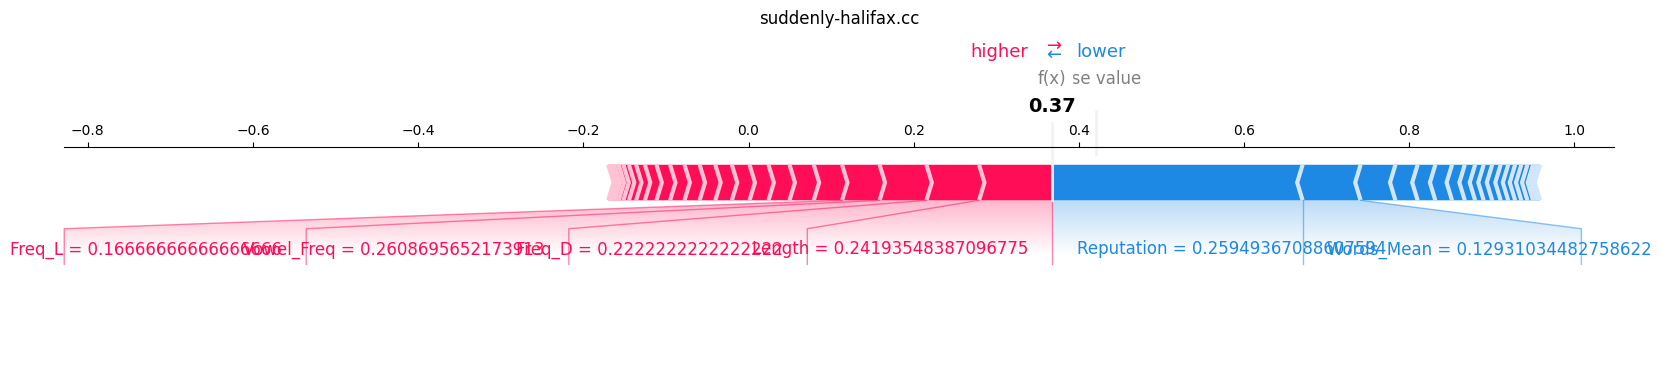 suddenly-halifax.cc
higher → lower
←
f(x) se value
0.37
−0.8 −0.6 −0.4 −0.2 0.0 0.2 0.4 0.6 0.8 1.0
Freq_L = 0.16666666666666666 Vowel_Freq = 0.2608695652173913 Freq_D = 0.2222222222222222 Length = 0.24193548387096775 Reputation = 0.25949367088607594 Words_Mean = 0.12931034482758622